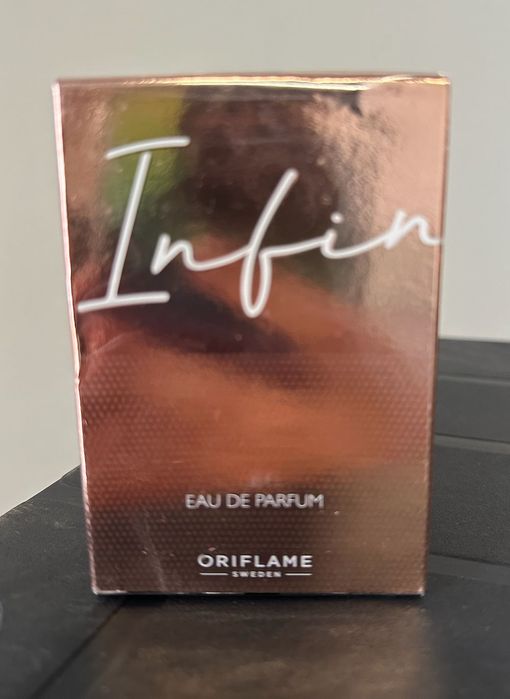 Infin
EAU DE PARFUM
ORIFLAME
SWEDEN